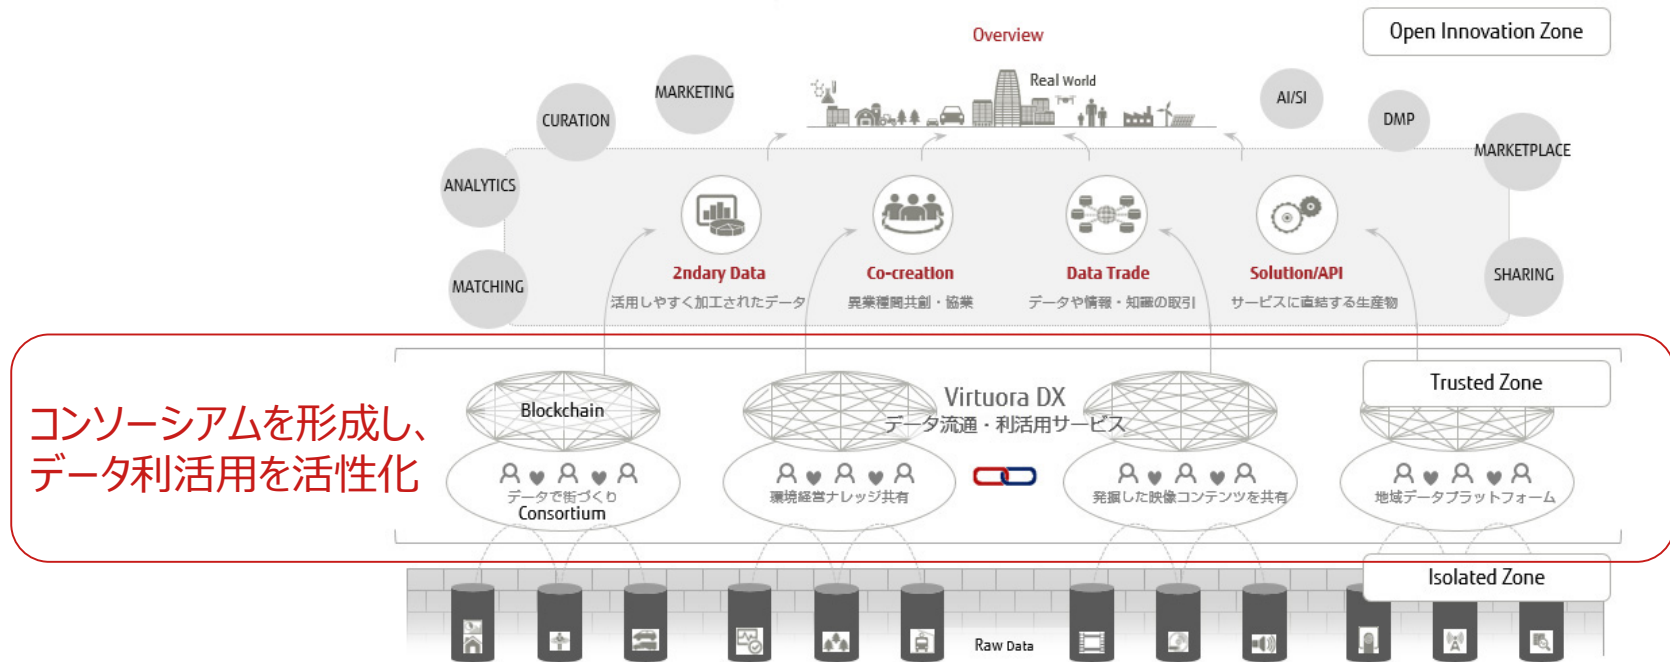 Overview
Open Innovation Zone
Real World
MARKETING
CURATION
ANALYTICS
MATCHING
AI/SI
DMP
MARKETPLACE
SHARING
2ndary Data
活用しやすく加工されたデータ
Co-creation
異業種間共創・協業
Data Trade
データや情報・知識の取引
Solution/API
サービスに直結する生産物
コンソーシアムを形成し、
データ利活用を活性化
Trusted Zone
Blockchain
Virtuora DX
データ流通・利活用サービス
データで街づくり
Consortium
環境経営ナレッジ共有
発掘した映像コンテンツを共有
地域データプラットフォーム
Isolated Zone
Raw Data